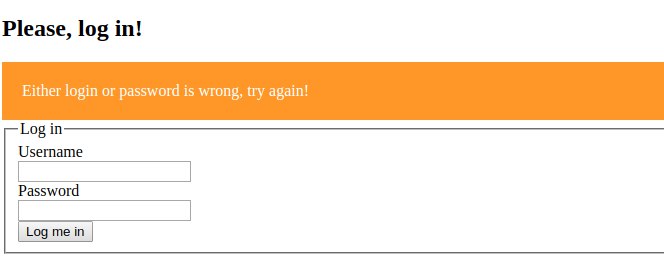 Please, log in!
Either login or password is wrong, try again!
Log in
Username
Password
Log me in